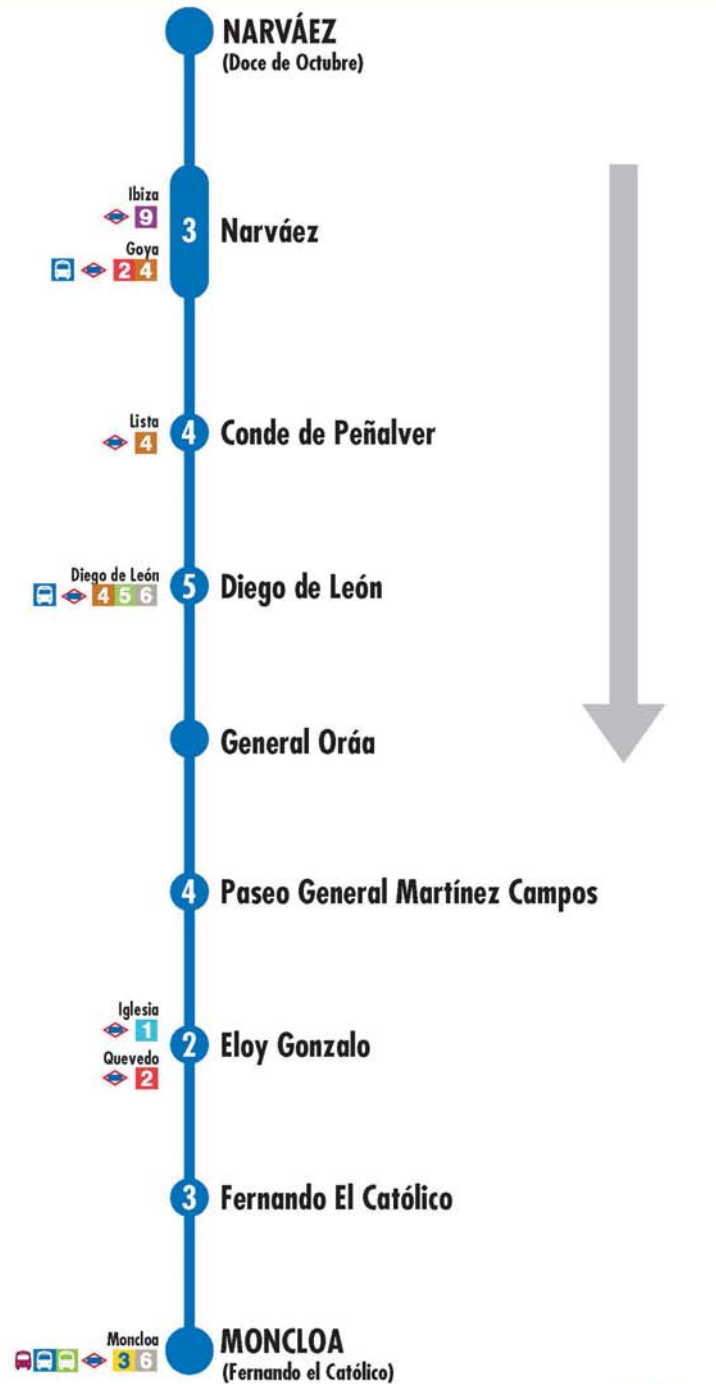 NARVÁEZ
(Doce de Octubre)
Ibiza
9
3 Narváez
Goya
2 4
Lista
4
4 Conde de Peñalver
Diego de León
4 5 6
5 Diego de León
General Oráa
4 Paseo General Martínez Campos
Iglesia
1
2 Eloy Gonzalo
Quevedo
2
3 Fernando El Católico
Moncloa
3 6
MONCLOA
(Fernando el Católico)